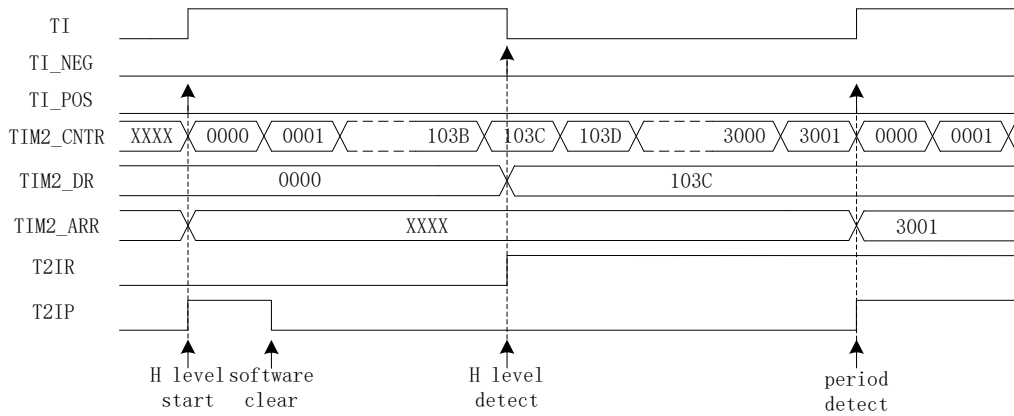 TI
TI_NEG
TI_POS
TIM2_CNTR XXXX 0000 0001 103B 103C 103D 3000 3001 0000 0001
TIM2_DR 0000 103C
TIM2_ARR XXXX 3001
T2IR
T2IP
H level start
software clear
H level detect
period detect